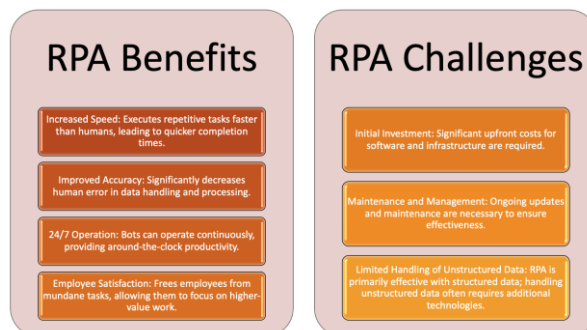 RPA Benefits
Increased Speed: Executes repetitive tasks faster
than humans, leading to quicker completion
times.
Improved Accuracy: Significantly decreases
human error in data handling and processing.
24/7 Operation: Bots can operate continuously,
providing around-the-clock productivity.
Employee Satisfaction: Frees employees from
mundane tasks, allowing them to focus on higher-
value work.
RPA Challenges
Initial Investment: Significant upfront costs for
software and infrastructure are required.
Maintenance and Management: Ongoing updates
and maintenance are necessary to ensure
effectiveness.
Limited Handling of Unstructured Data: RPA is
primarily effective with structured data; handling
unstructured data often requires additional
technologies.